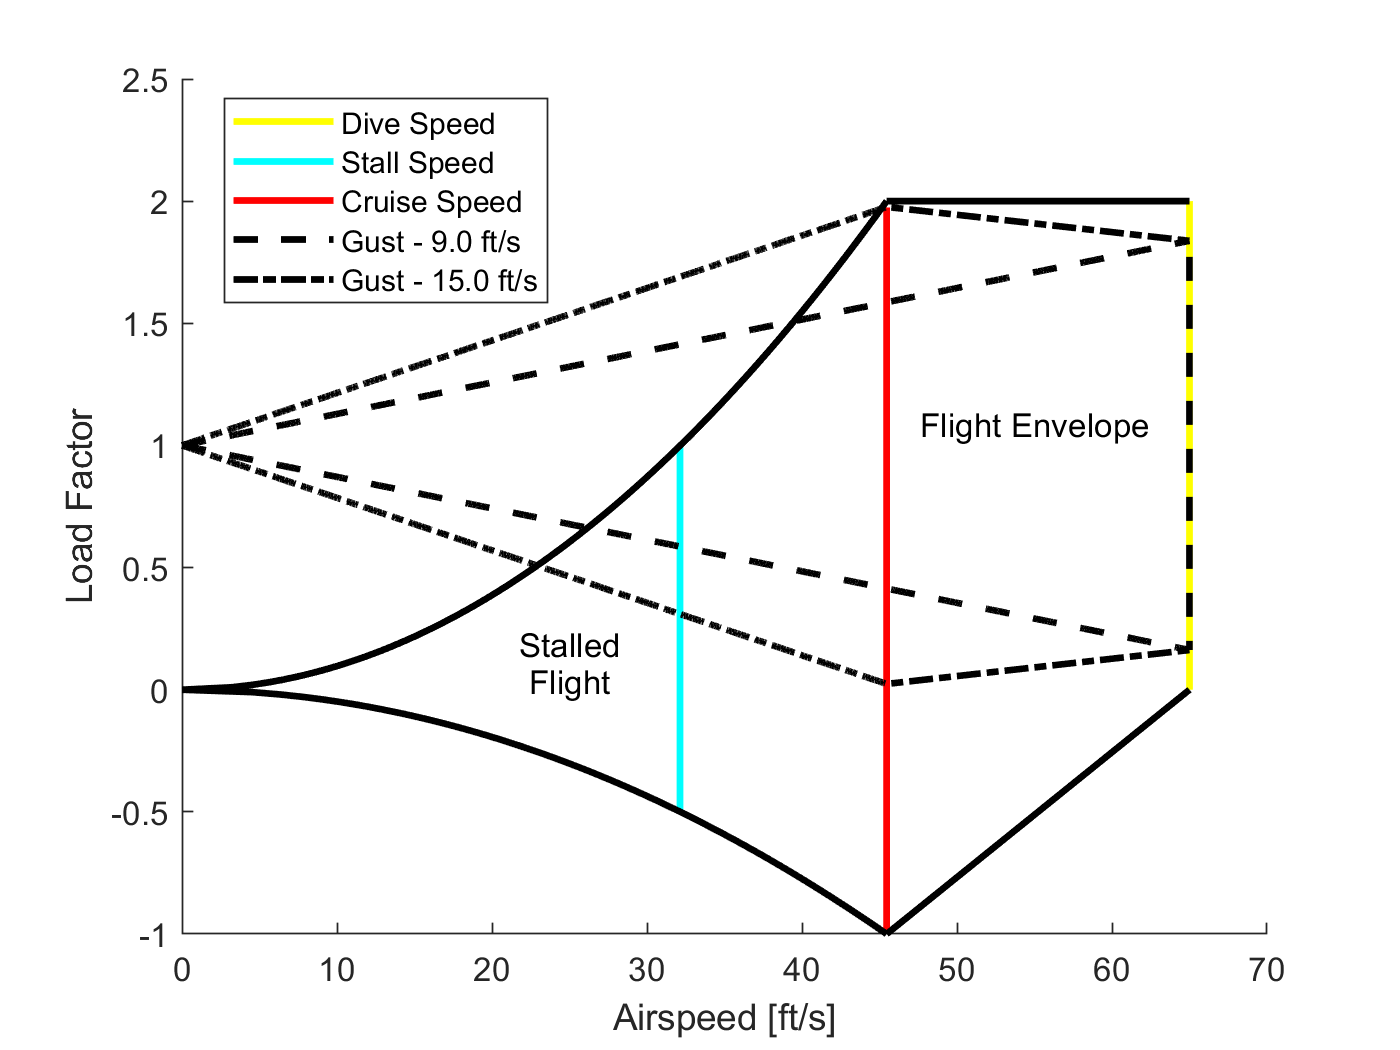 2.5
2
1.5
1
0.5
0
-0.5
-1
Load Factor
Dive Speed
Stall Speed
Cruise Speed
Gust - 9.0 ft/s
Gust - 15.0 ft/s
Flight Envelope
Stalled
Flight
0 10 20 30 40 50 60 70
Airspeed [ft/s]